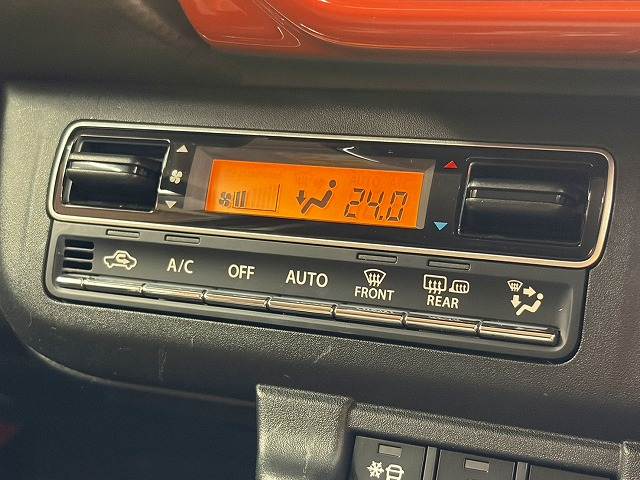 24.0
A/C
OFF
AUTO
FRONT
REAR